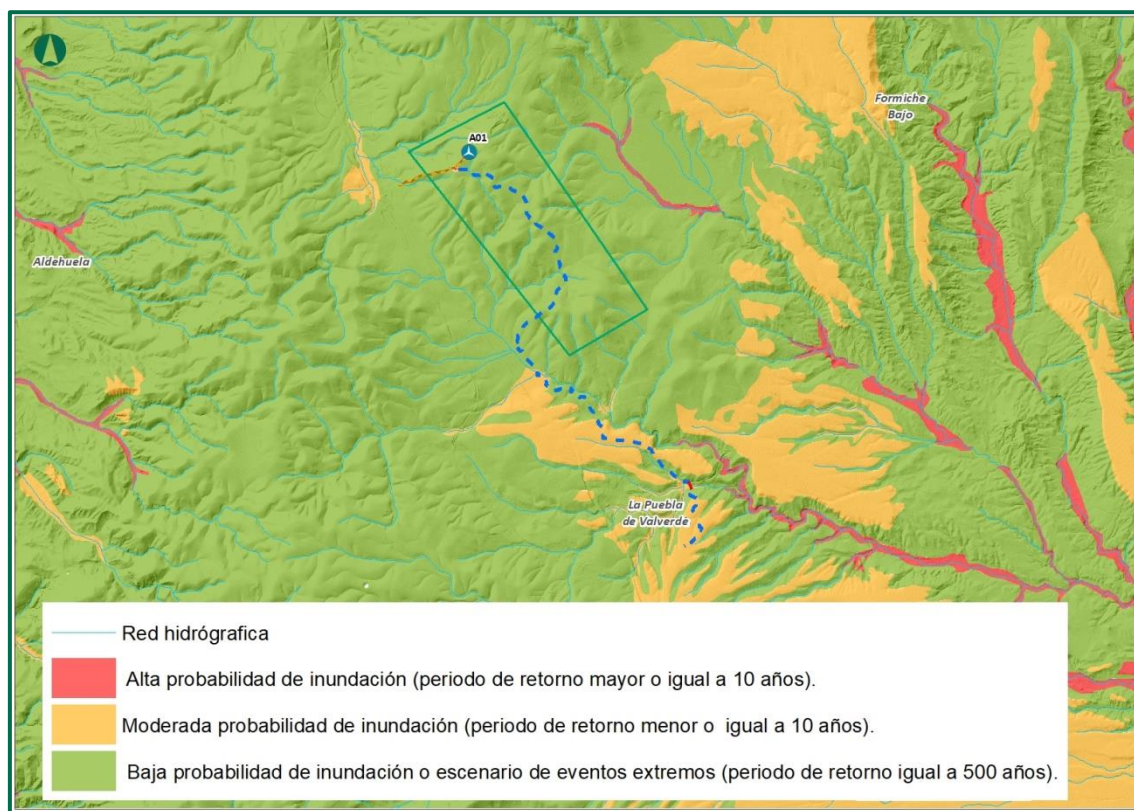 Formiche
Bajo
A01
Aldehuela
La Puebla
de Valverde
Red hidrógrafica
Alta probabilidad de inundación (periodo de retorno mayor o igual a 10 años).
Moderada probabilidad de inundación (periodo de retorno menor o igual a 10 años).
Baja probabilidad de inundación o escenario de eventos extremos (periodo de retorno igual a 500 años).